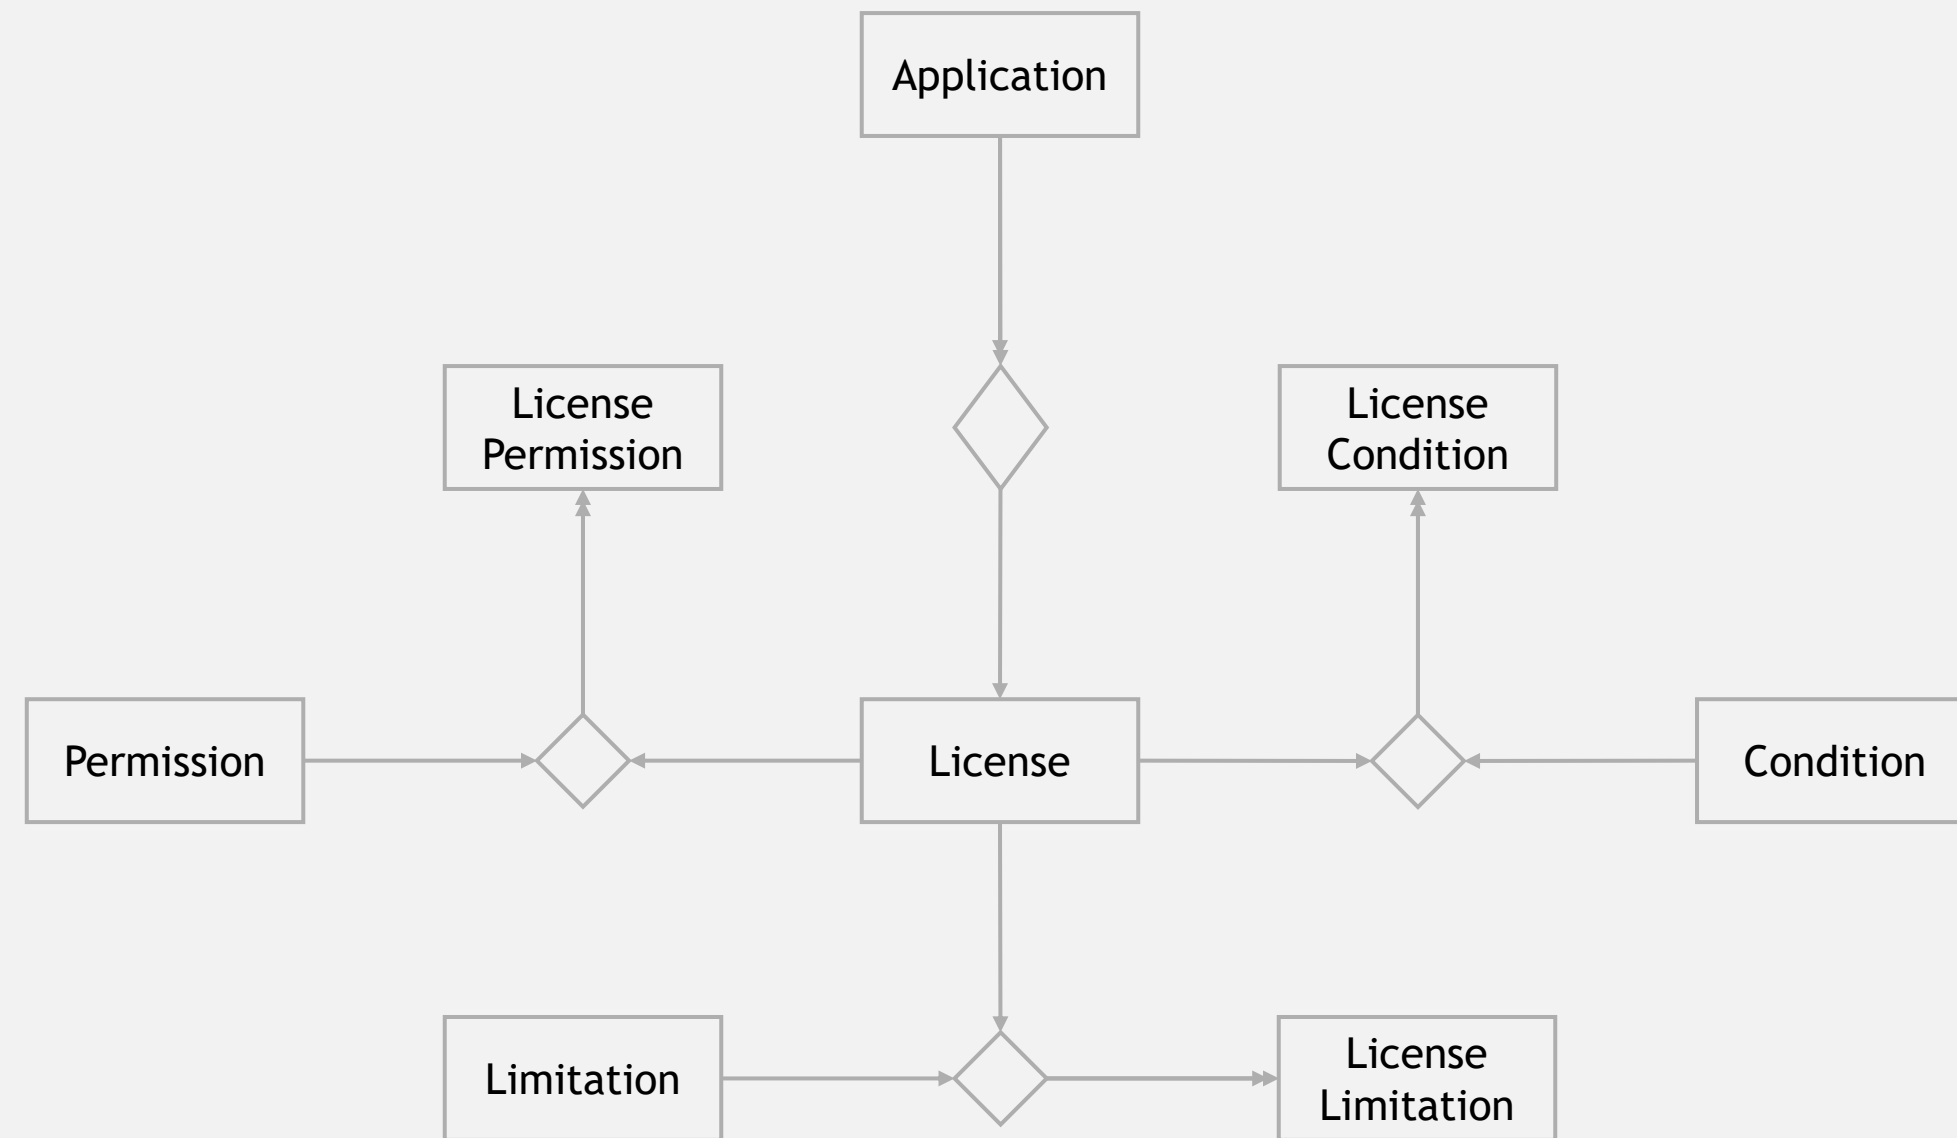 Application
License
Permission
License
Condition
Permission
License
Condition
Limitation
License
Limitation